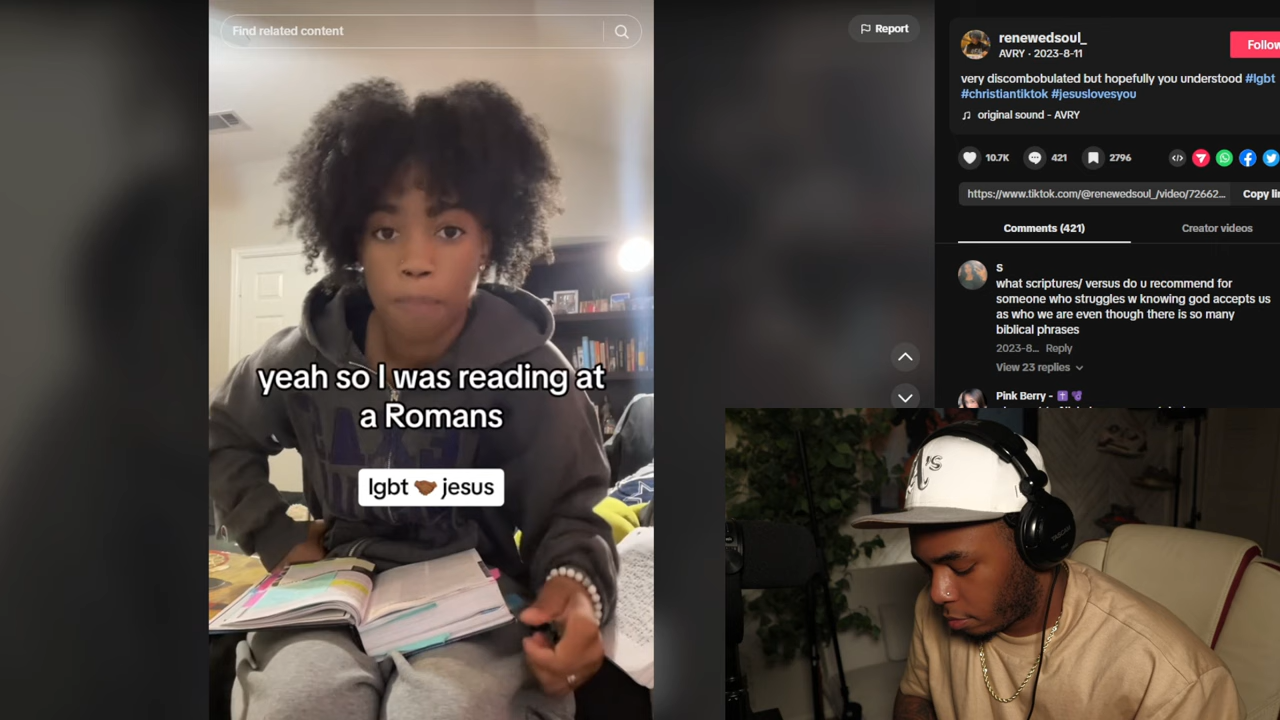 Find related content
Report
yeah so I was reading at
a Romans
lgbt 🤝🏾 jesus
renewedsoul_
AVRY · 2023-8-11
Follow
very discombobulated but hopefully you understood #lgbt
#christiantiktok #jesuslovesyou
original sound - AVRY
10.7K 421 2796
https://www.tiktok.com/@renewedsoul_/video/72662... Copy lin
Comments (421) Creator videos
S
what scriptures/ versus do u recommend for
someone who struggles w knowing god accepts us
as who we are even though there is so many
biblical phrases
2023-8... Reply
View 23 replies
Pink Berry -
A's